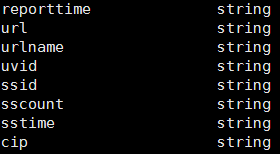 reporttime string
url string
urlname string
uvid string
ssid string
sscount string
sstime string
cip string